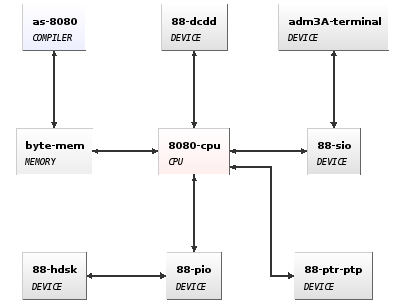 as-8080
COMPILER
88-dcdd
DEVICE
adm3A-terminal
DEVICE
byte-mem
MEMORY
8080-cpu
CPU
88-sio
DEVICE
88-hdsk
DEVICE
88-pio
DEVICE
88-ptr-ptp
DEVICE